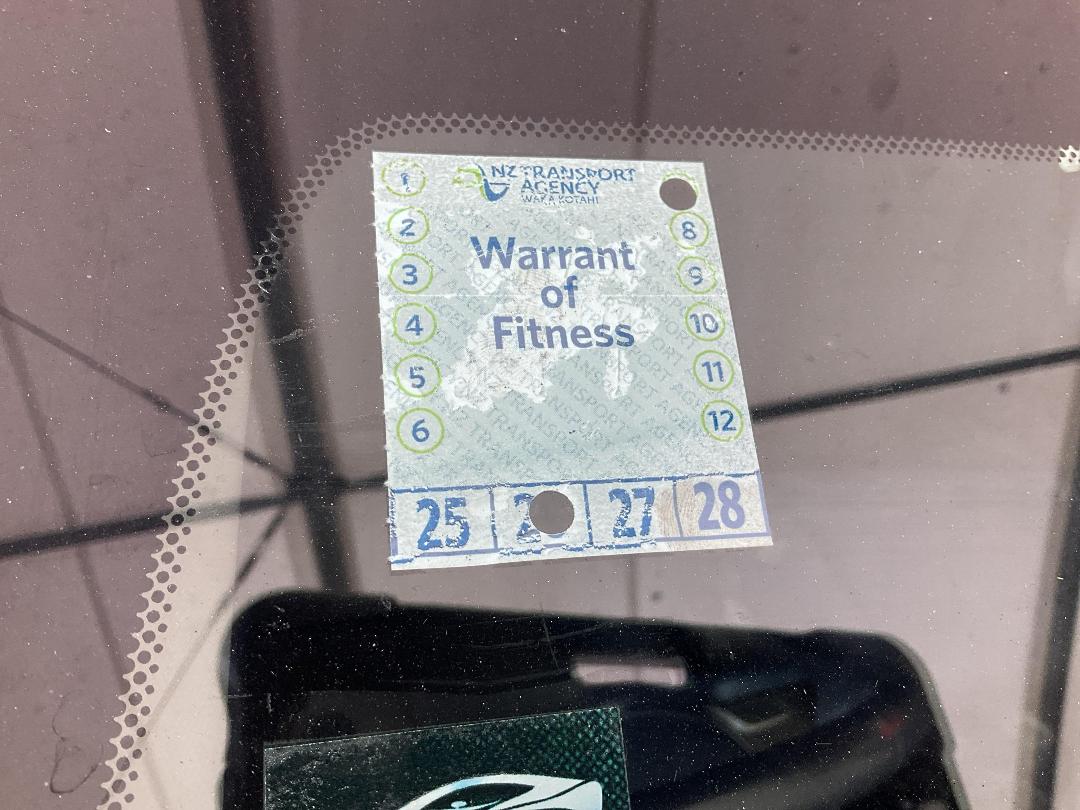 NZ TRANSPORT
AGENCY
WAKA KOTAHI
1
2
3
4
5
6
8
9
10
11
12
Warrant
of
Fitness
25 2 27 28